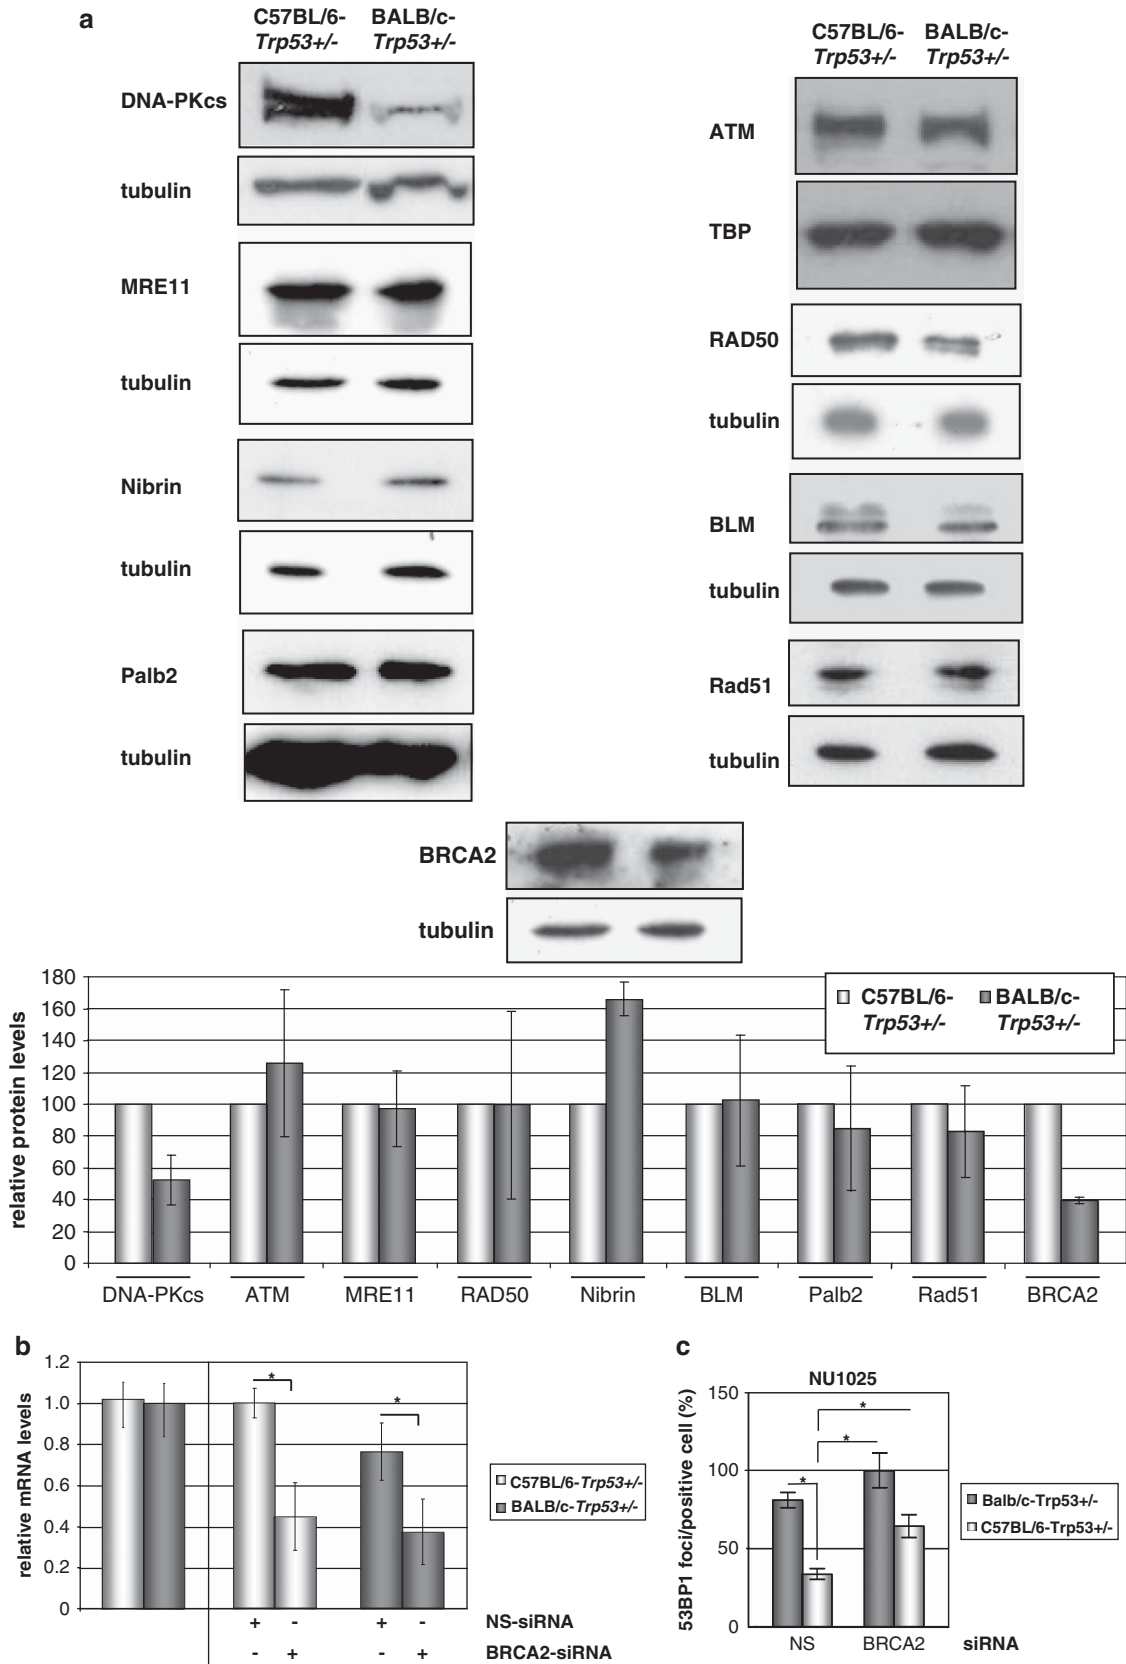 a
C57BL/6- BALB/c-
Trp53+/- Trp53+/-
DNA-PKcs
tubulin
MRE11
tubulin
Nibrin
tubulin
Palb2
tubulin
C57BL/6- BALB/c-
Trp53+/- Trp53+/-
ATM
TBP
RAD50
tubulin
BLM
tubulin
Rad51
tubulin
BRCA2
tubulin
relative protein levels
180
160
140
120
100
80
60
40
20
0
C57BL/6- BALB/c-
Trp53+/- Trp53+/-
DNA-PKcs ATM MRE11 RAD50 Nibrin BLM Palb2 Rad51 BRCA2
b
relative mRNA levels
1.2
1.0
0.8
0.6
0.4
0.2
0
* *
C57BL/6-Trp53+/-
BALB/c-Trp53+/-
+ - + - NS-siRNA
- + - + BRCA2-siRNA
c
NU1025
53BP1 foci/positive cell (%)
150
100
50
0
*
*
*
Balb/c-Trp53+/-
C57BL/6-Trp53+/-
NS BRCA2 siRNA